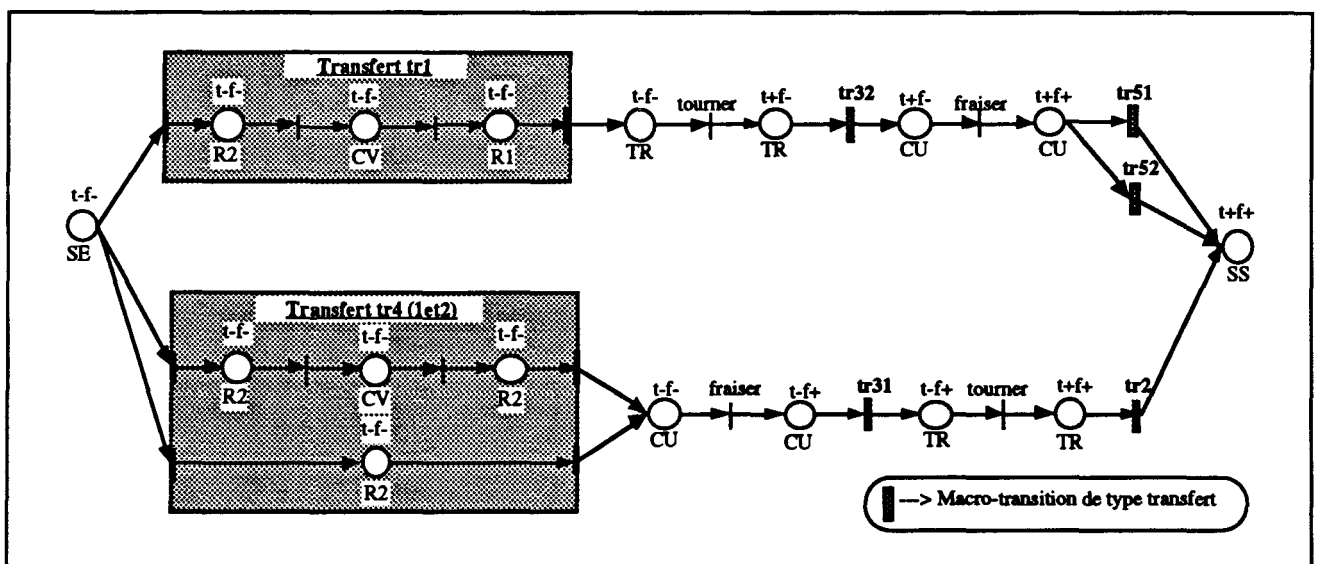 Transfert tr1
t-f- t-f- t-f- t-f- tourner t+f- tr32 t+f- fraiser t+f+ tr51
R2 CV R1 TR TR CU CU
tr52
t-f- t+f+
SE SS
Transfert tr4 (1et2)
t-f- t-f- t-f-
R2 CV R2
t-f- fraiser t-f+ tr31 t-f+ tourner t+f+ tr2
CU CU TR TR
t-f-
R2
---> Macro-transition de type transfert